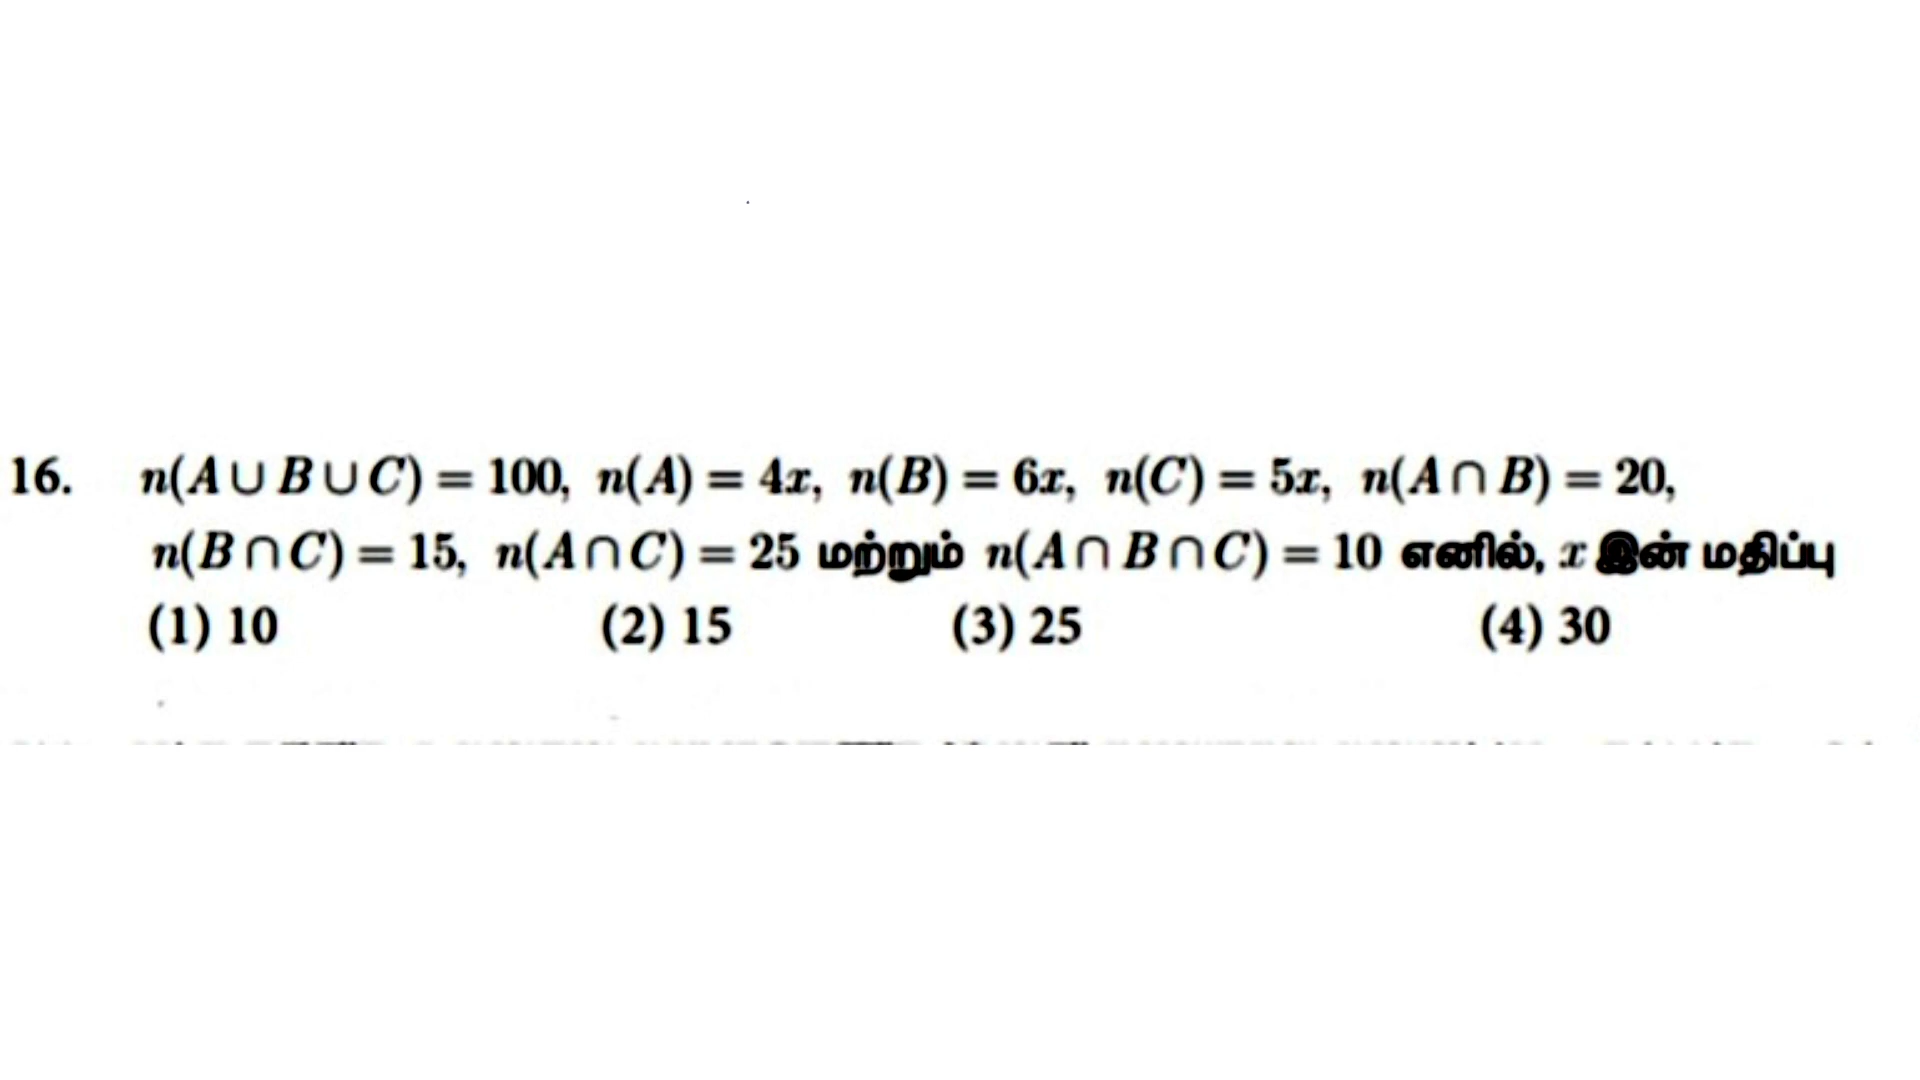 16. n(A ∪ B ∪ C) = 100, n(A) = 4x, n(B) = 6x, n(C) = 5x, n(A ∩ B) = 20,
n(B ∩ C) = 15, n(A ∩ C) = 25 மற்றும் n(A ∩ B ∩ C) = 10 எனில், x இன் மதிப்பு
(1) 10 (2) 15 (3) 25 (4) 30